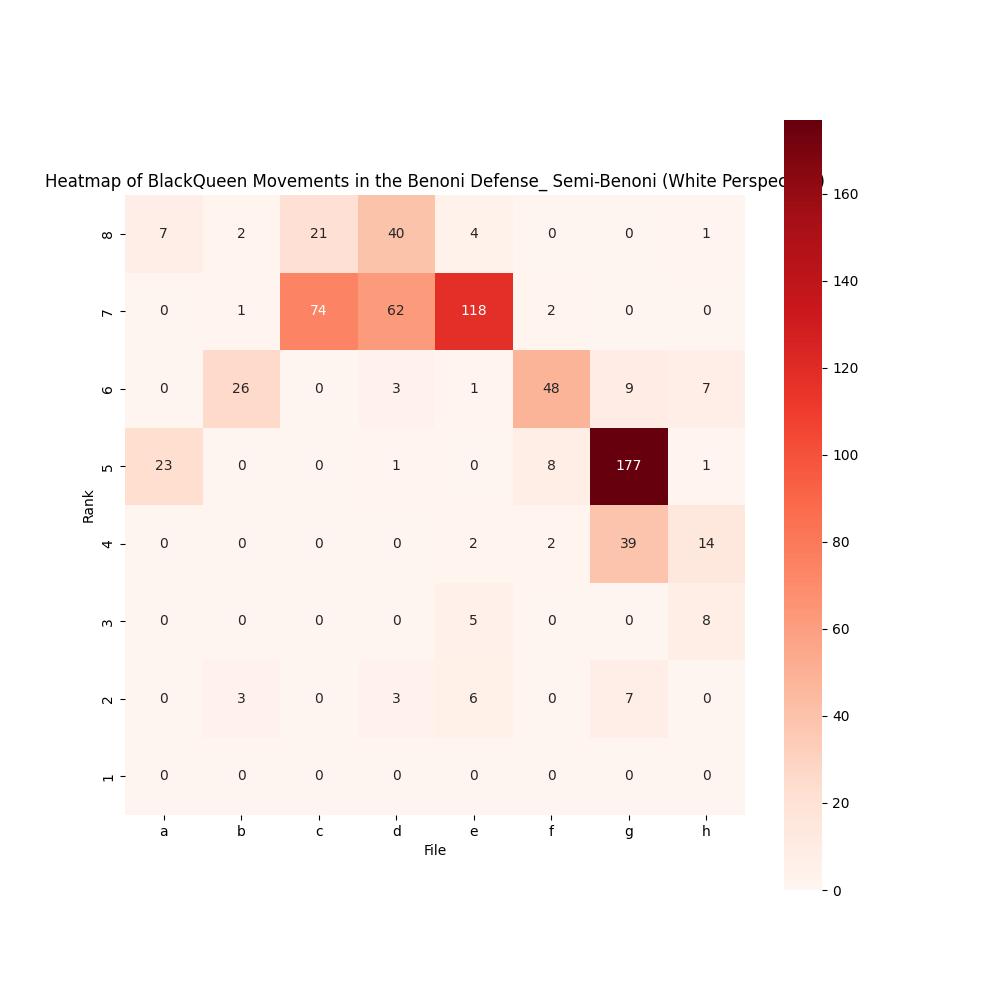 Heatmap of BlackQueen Movements in the Benoni Defense_ Semi-Benoni (White )
160
8 7 2 21 40 4 0 0 1
140
7 0 1 74 62 118 2 0 0
120
6 0 26 0 3 1 48 9 7
100
5 23 0 0 1 0 8 177 1
Rank
80
4 0 0 0 0 2 2 39 14
60
3 0 0 0 0 5 0 0 8
40
2 0 3 0 3 6 0 7 0
20
1 0 0 0 0 0 0 0 0
a b c d e f g h
File
0